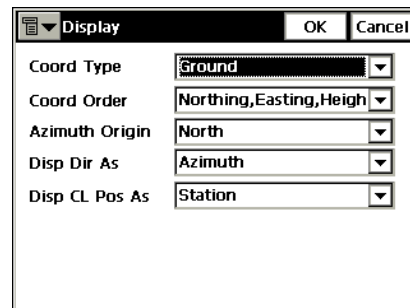 Display OK Cancel
Coord Type Ground
Coord Order Northing,Easting,Heigh
Azimuth Origin North
Disp Dir As Azimuth
Disp CL Pos As Station